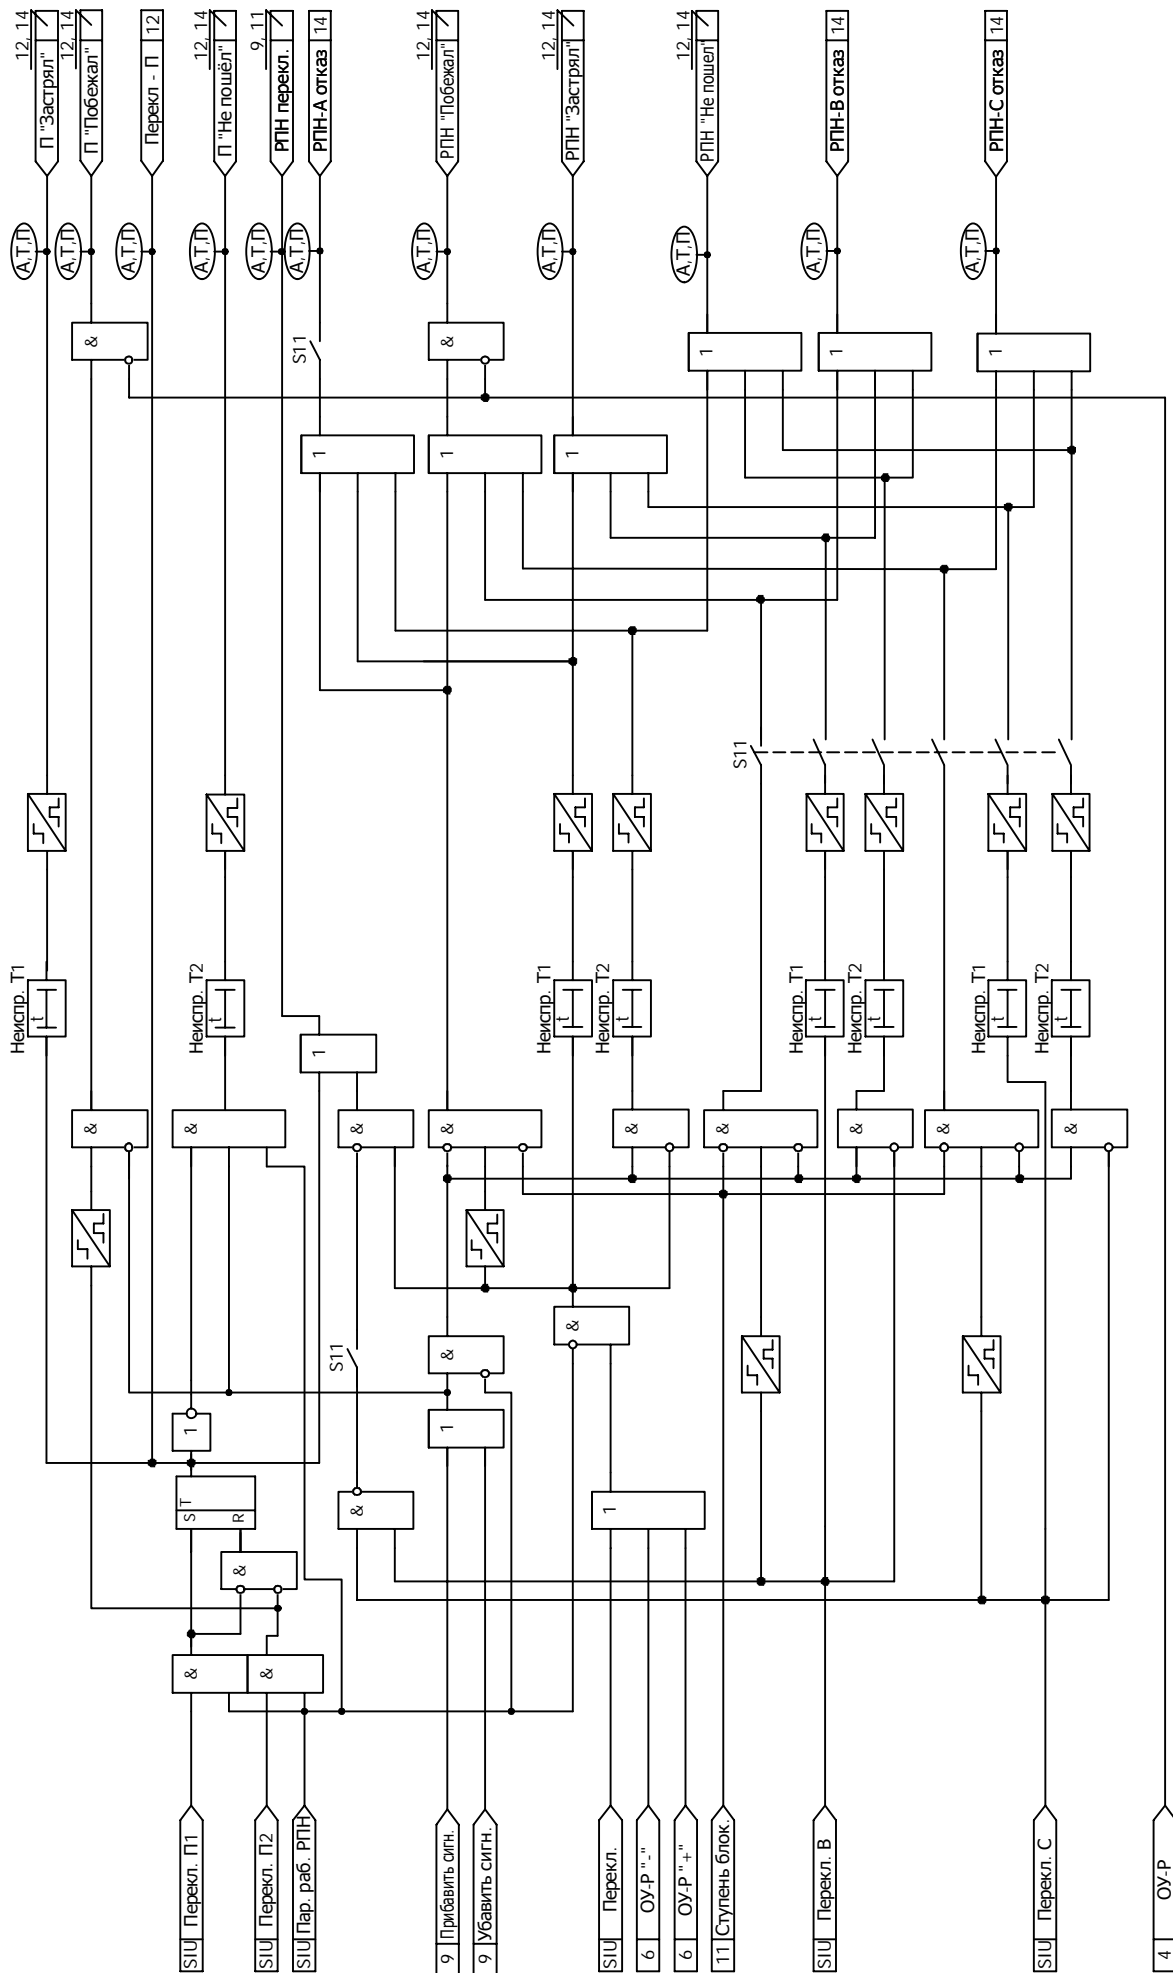 12, 14
П "Застрял"
12, 14
П "Побежал"
12
Перекл - П
12, 14
П "Не пошёл"
9, 11
РПН перекл.
14
РПН-А отказ
12, 14
РПН "Побежал"
12, 14
РПН "Застрял"
12, 14
РПН "Не пошел"
14
РПН-В отказ
14
РПН-С отказ
А,Т,П
А,Т,П
А,Т,П
А,Т,П
А,Т,П
А,Т,П
А,Т,П
А,Т,П
А,Т,П
А,Т,П
А,Т,П
&
S11
&
1
1
1
1
1
1
S11
Неиспр. Т1
t
Неиспр. Т2
t
Неиспр. Т1
t
Неиспр. Т2
t
Неиспр. Т1
t
Неиспр. Т2
t
Неиспр. Т1
t
Неиспр. Т2
t
1
&
&
&
&
&
&
&
&
&
S11
&
&
1
1
S T
R
&
1
&
&
&
SIU Перекл. П1
SIU Перекл. П2
SIU Пар. раб. РПН
9 Прибавить сигн.
9 Убавить сигн.
SIU Перекл.
6 ОУ-Р "-"
6 ОУ-Р "+"
11 Ступень блок.
SIU Перекл. В
SIU Перекл. С
4 ОУ-Р